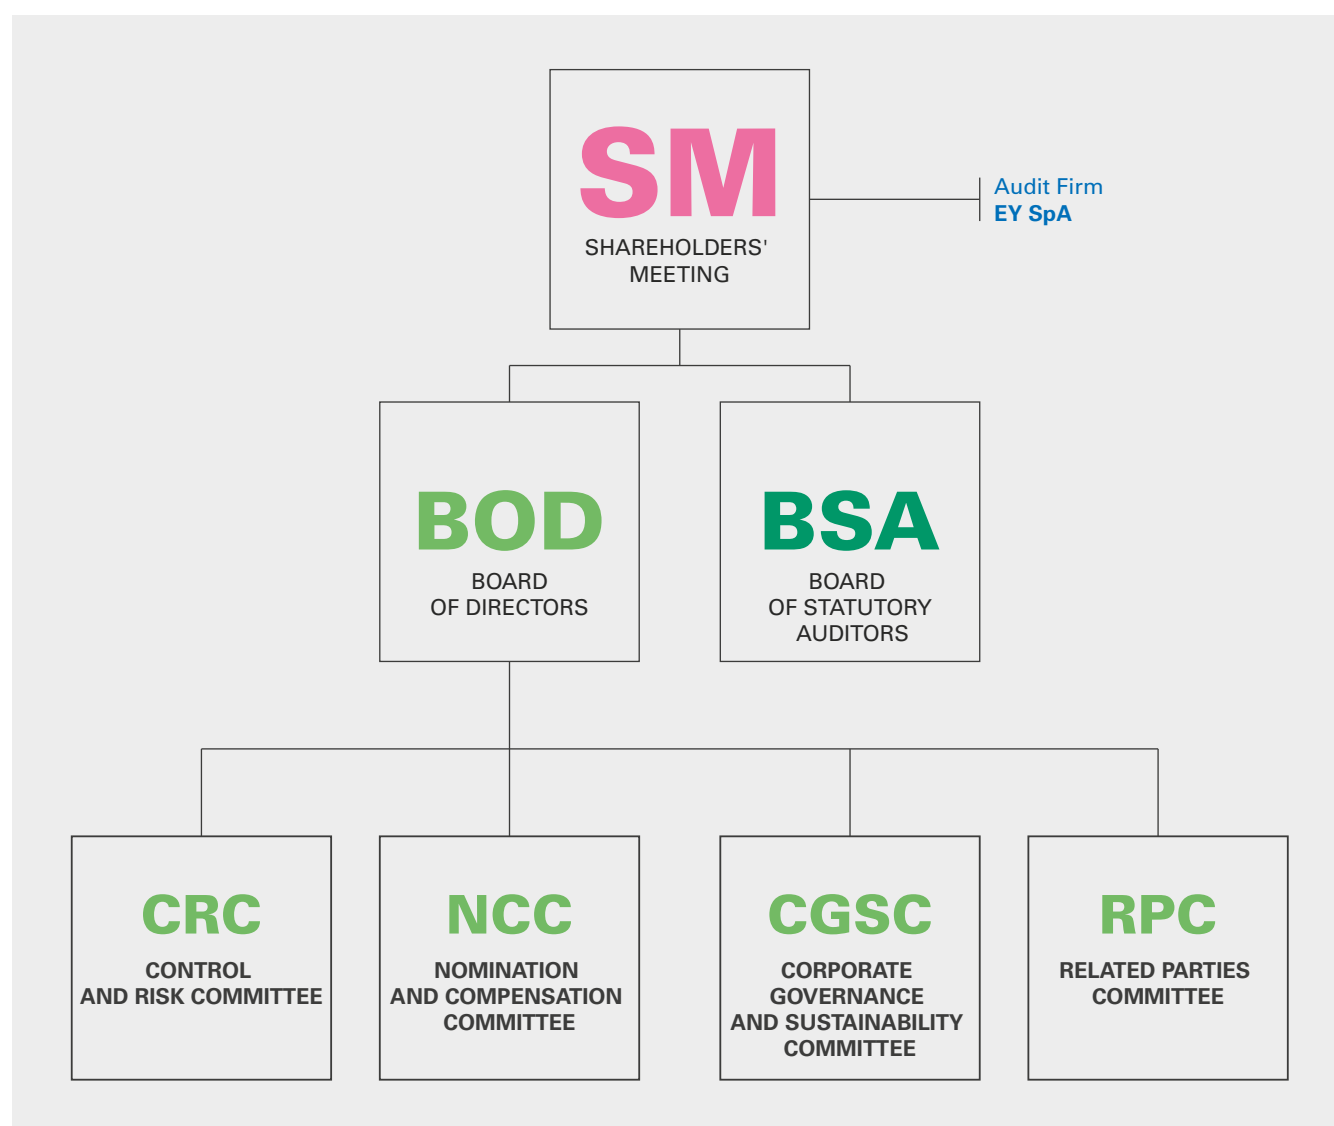 SM
SHAREHOLDERS'
MEETING
Audit Firm
EY SpA
BOD
BOARD
OF DIRECTORS
BSA
BOARD
OF STATUTORY
AUDITORS
CRC
CONTROL
AND RISK COMMITTEE
NCC
NOMINATION
AND COMPENSATION
COMMITTEE
CGSC
CORPORATE
GOVERNANCE
AND SUSTAINABILITY
COMMITTEE
RPC
RELATED PARTIES
COMMITTEE